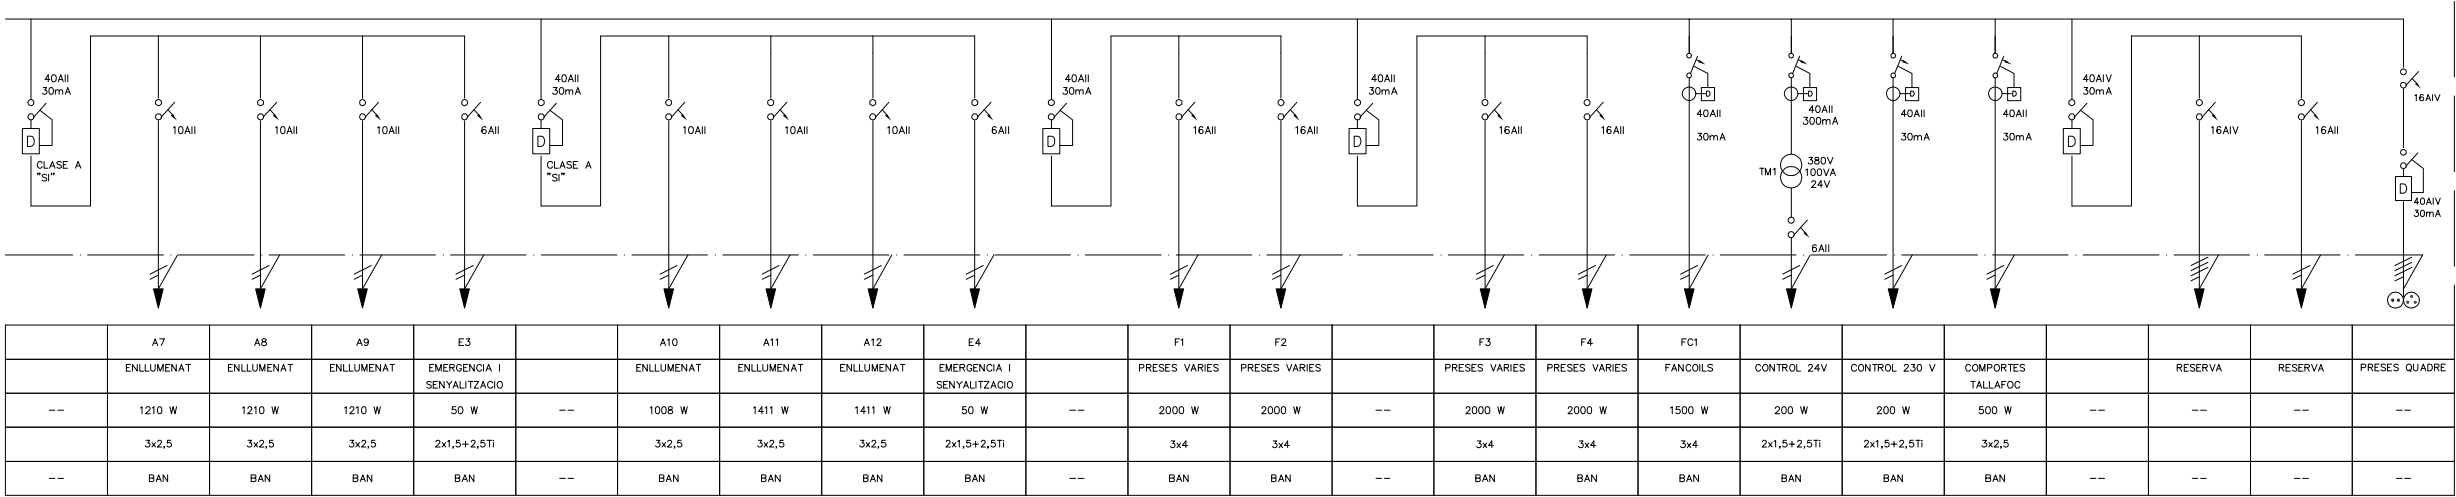 40AII
30mA
D
CLASE A
"SI"
10AII
10AII
10AII
6AII
40AII
30mA
D
CLASE A
"SI"
10AII
10AII
10AII
6AII
40AII
30mA
D
16AII
16AII
40AII
30mA
D
16AII
16AII
D
40AII
30mA
D
40AII
300mA
TM1
380V
100VA
24V
6AII
D
40AII
30mA
D
40AII
30mA
40AIV
30mA
D
16AIV
16AII
16AIV
D
40AIV
30mA
A7 A8 A9 E3 A10 A11 A12 E4 F1 F2 F3 F4 FC1
ENLLUMENAT ENLLUMENAT ENLLUMENAT EMERGENCIA I ENLLUMENAT ENLLUMENAT ENLLUMENAT EMERGENCIA I PRESES VARIES PRESES VARIES PRESES VARIES PRESES VARIES FANCOILS CONTROL 24V CONTROL 230 V COMPORTES RESERVA RESERVA PRESES QUADRE
SENYALITZACIO SENYALITZACIO TALLAFOC
-- 1210 W 1210 W 1210 W 50 W -- 1008 W 1411 W 1411 W 50 W -- 2000 W 2000 W -- 2000 W 2000 W 1500 W 200 W 200 W 500 W -- -- -- --
3x2,5 3x2,5 3x2,5 2x1,5+2,5Ti 3x2,5 3x2,5 3x2,5 2x1,5+2,5Ti 3x4 3x4 3x4 3x4 3x4 2x1,5+2,5Ti 2x1,5+2,5Ti 3x2,5
-- BAN BAN BAN BAN -- BAN BAN BAN BAN -- BAN BAN -- BAN BAN BAN BAN BAN BAN -- -- -- --